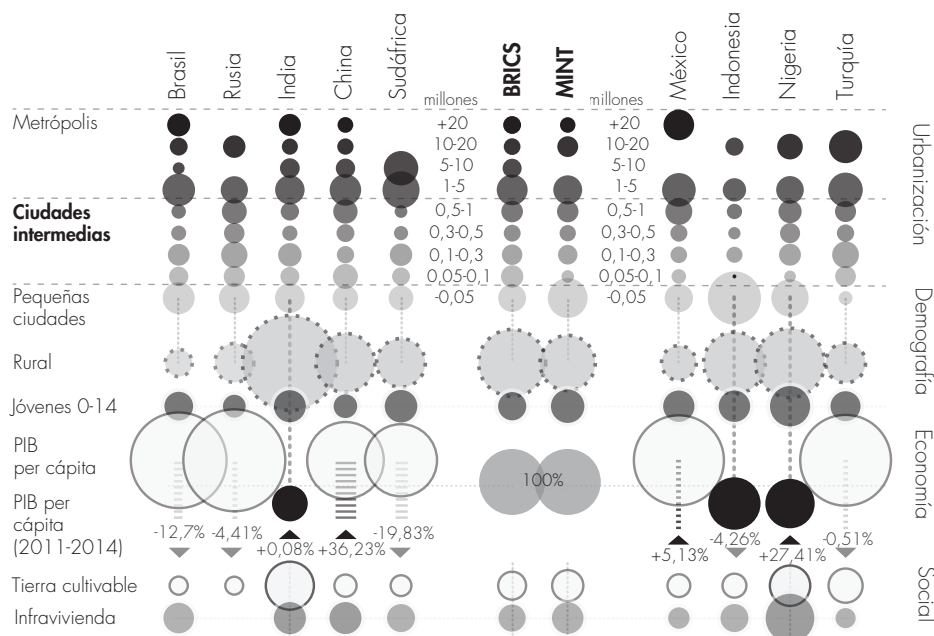 Brasil
Rusia
India
China
Sudáfrica
BRICS
MINT
México
Indonesia
Nigeria
Turquía
millones
millones
Metrópolis
+20
+20
10-20
10-20
5-10
5-10
1-5
1-5
Ciudades
intermedias
0,5-1
0,5-1
0,3-0,5
0,3-0,5
0,1-0,3
0,1-0,3
0,05-0,1
0,05-0,1
Pequeñas
ciudades
-0,05
-0,05
Rural
Jóvenes 0-14
PIB
per cápita
100%
PIB per
cápita
(2011-2014)
-12,7%
-4,41%
+0,08%
+36,23%
-19,83%
+5,13%
-4,26%
+27,41%
-0,51%
Tierra cultivable
Infravivienda
Urbanización
Demografía
Economía
Social